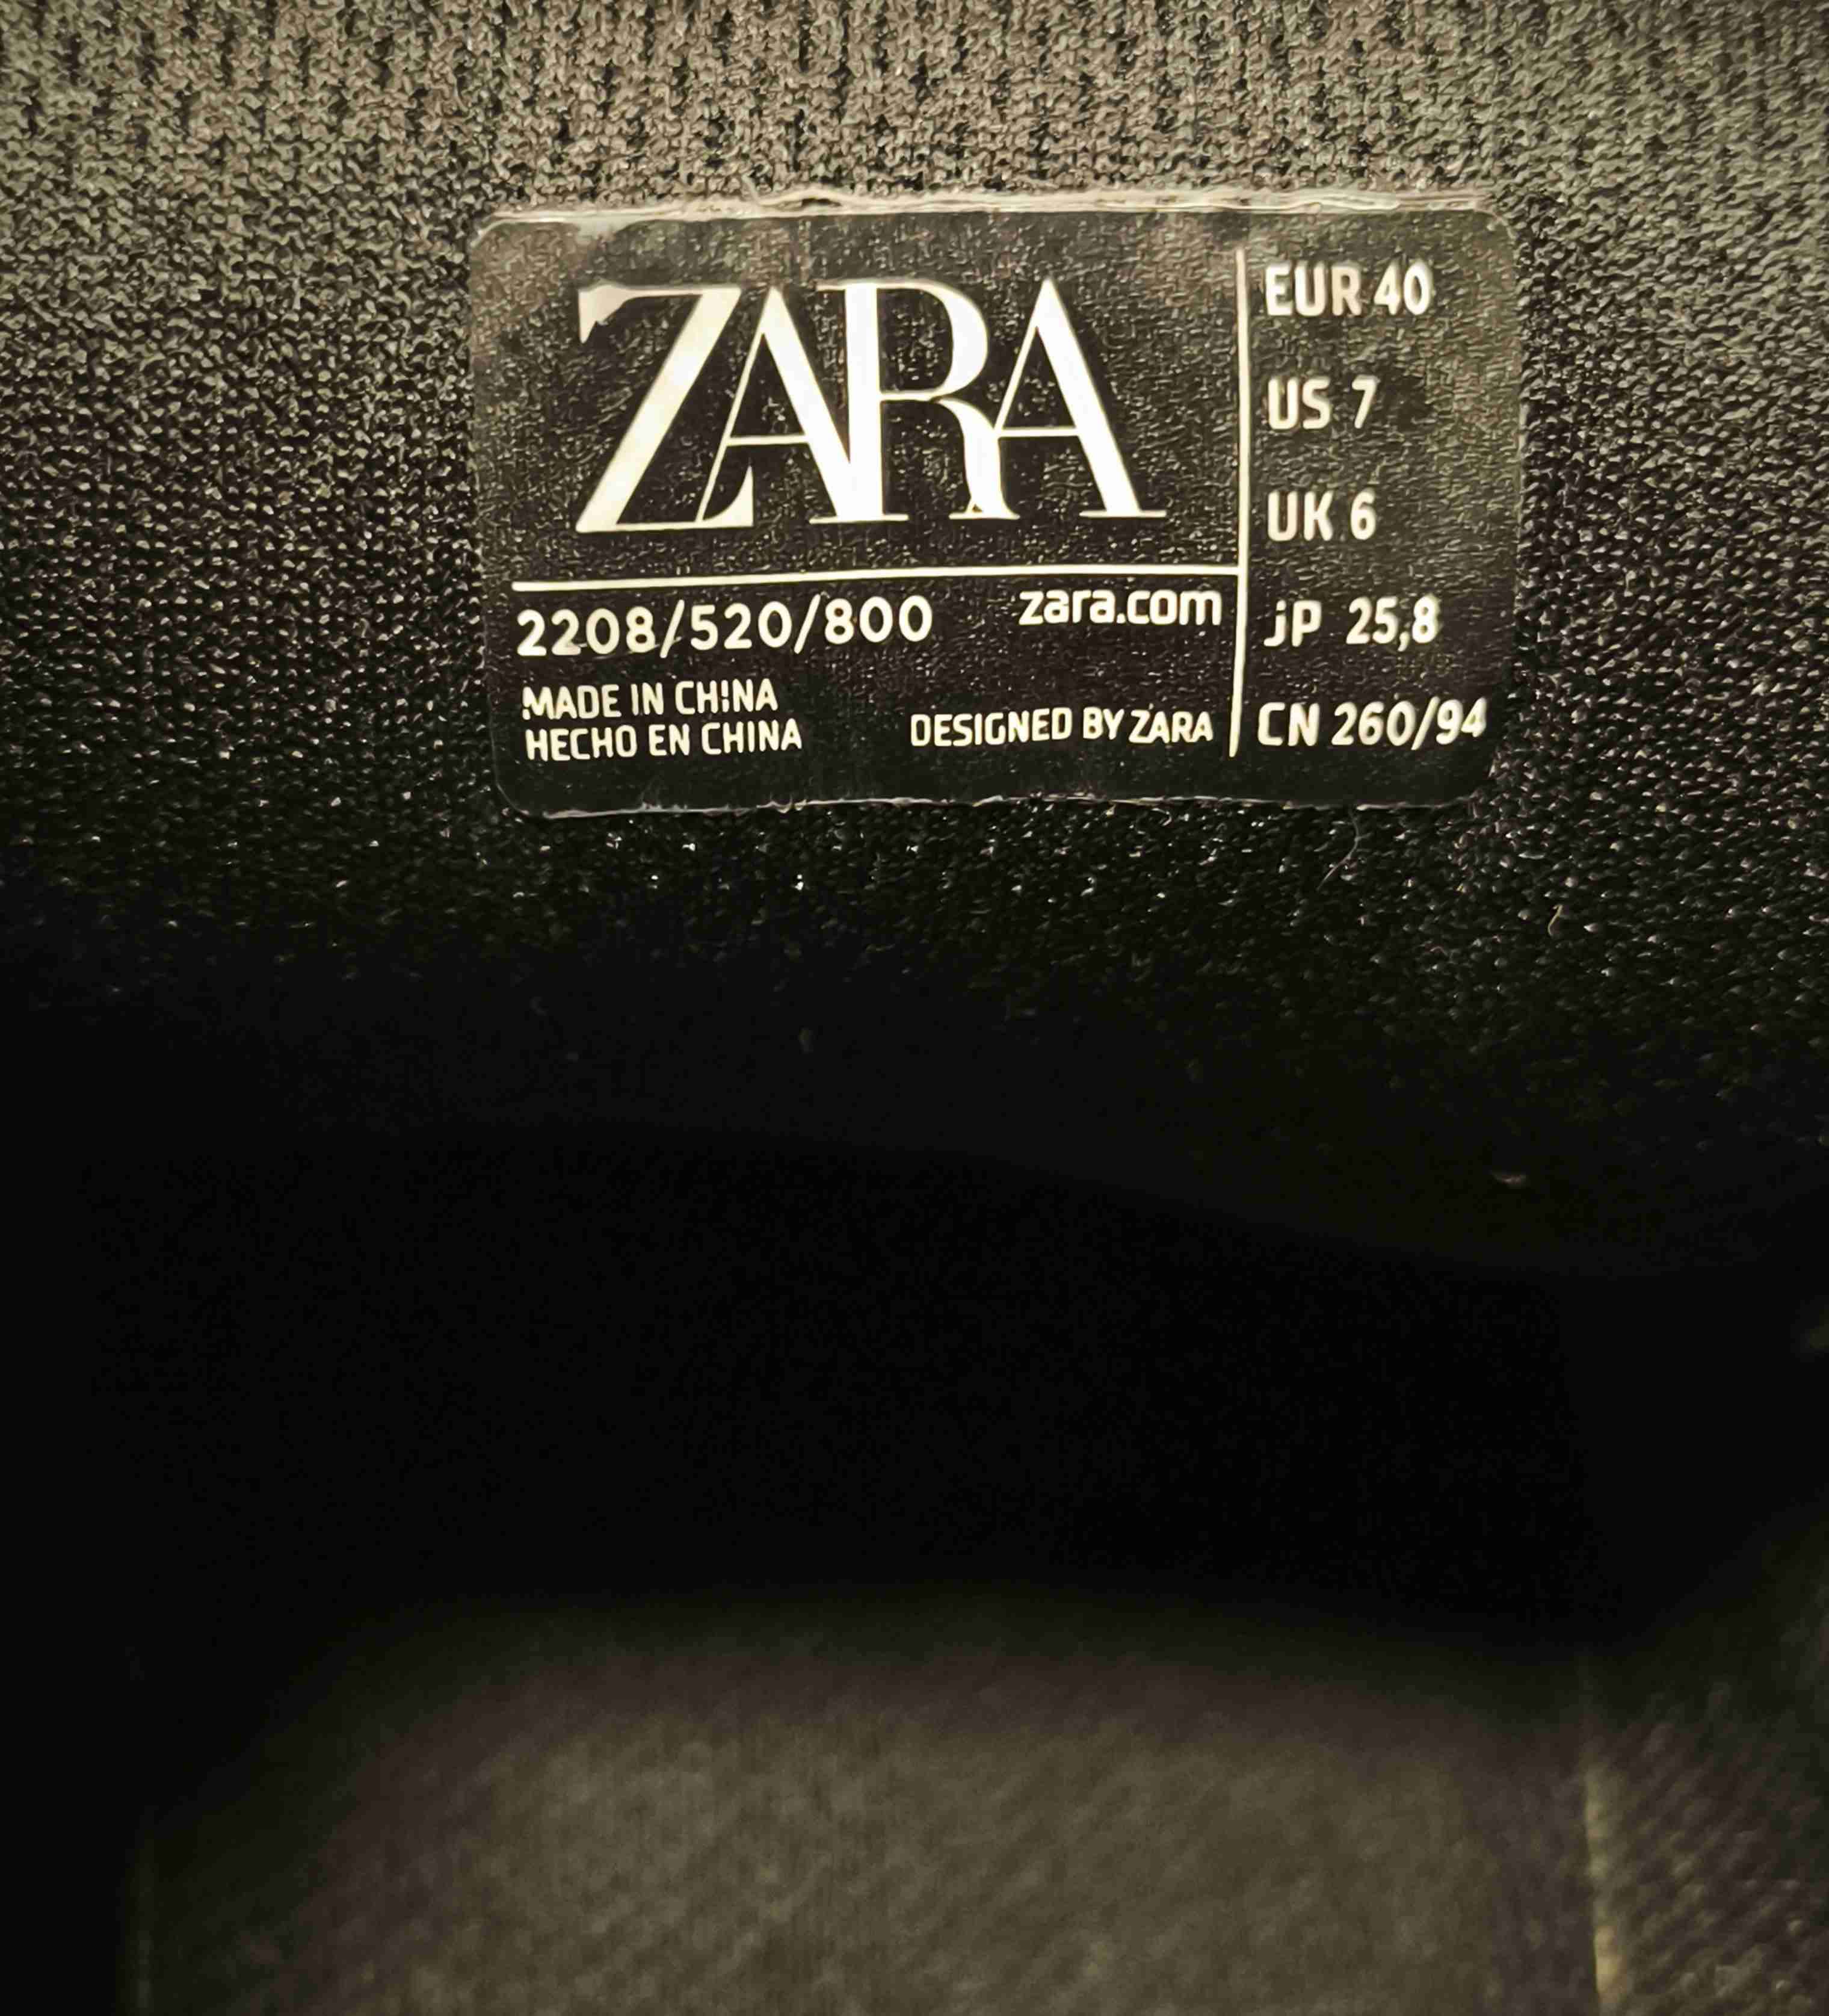 ZARA
2208/520/800
zara.com
MADE IN CHINA
HECHO EN CHINA
DESIGNED BY ZARA
EUR 40
US 7
UK 6
jP 25,8
CN 260/94